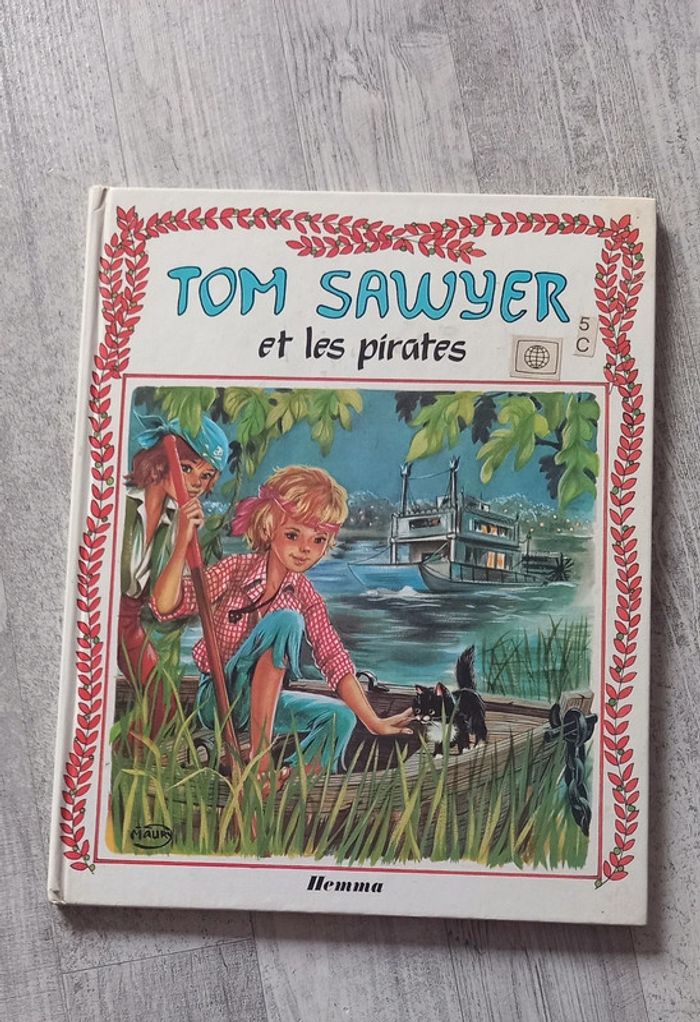 TOM SAWYER
et les pirates
5
C
MAURY
Hemma